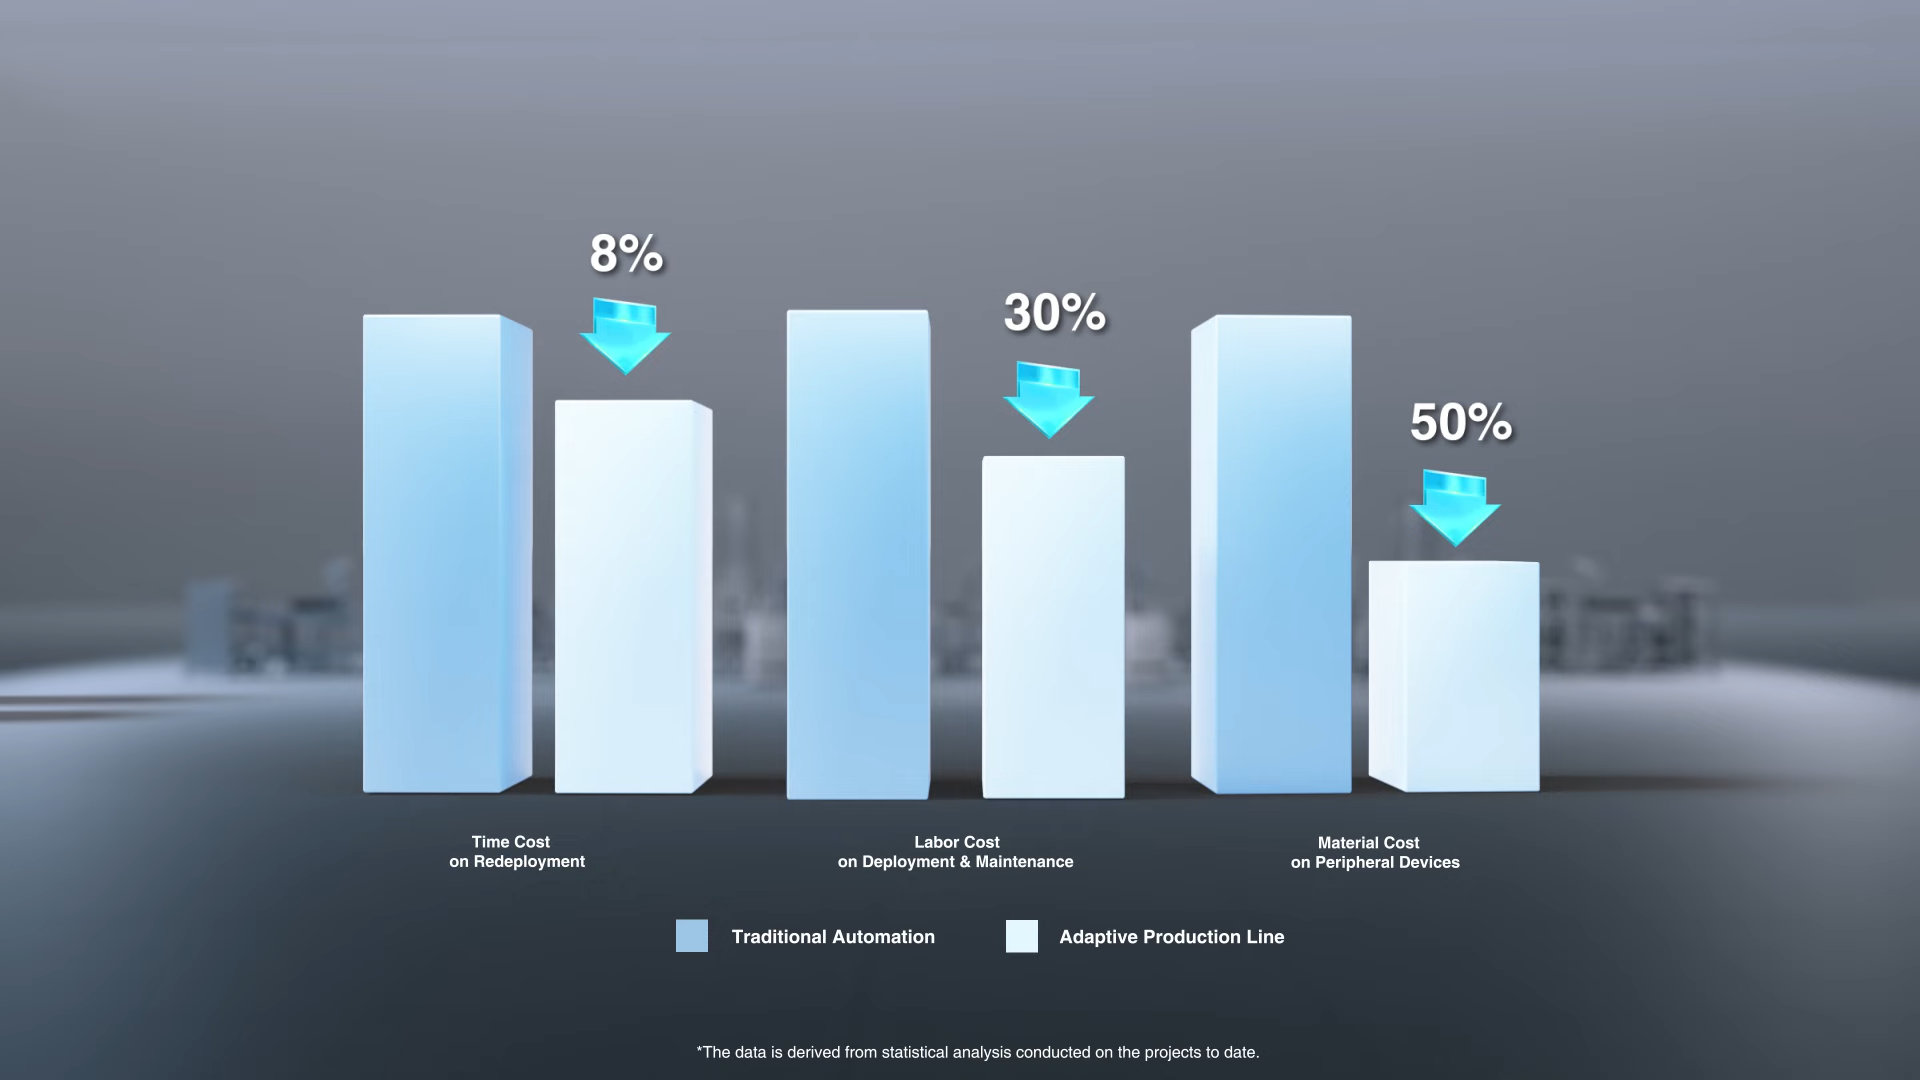 8%
30%
50%
Time Cost
on Redeployment
Labor Cost
on Deployment & Maintenance
Material Cost
on Peripheral Devices
Traditional Automation
Adaptive Production Line
*The data is derived from statistical analysis conducted on the projects to date.